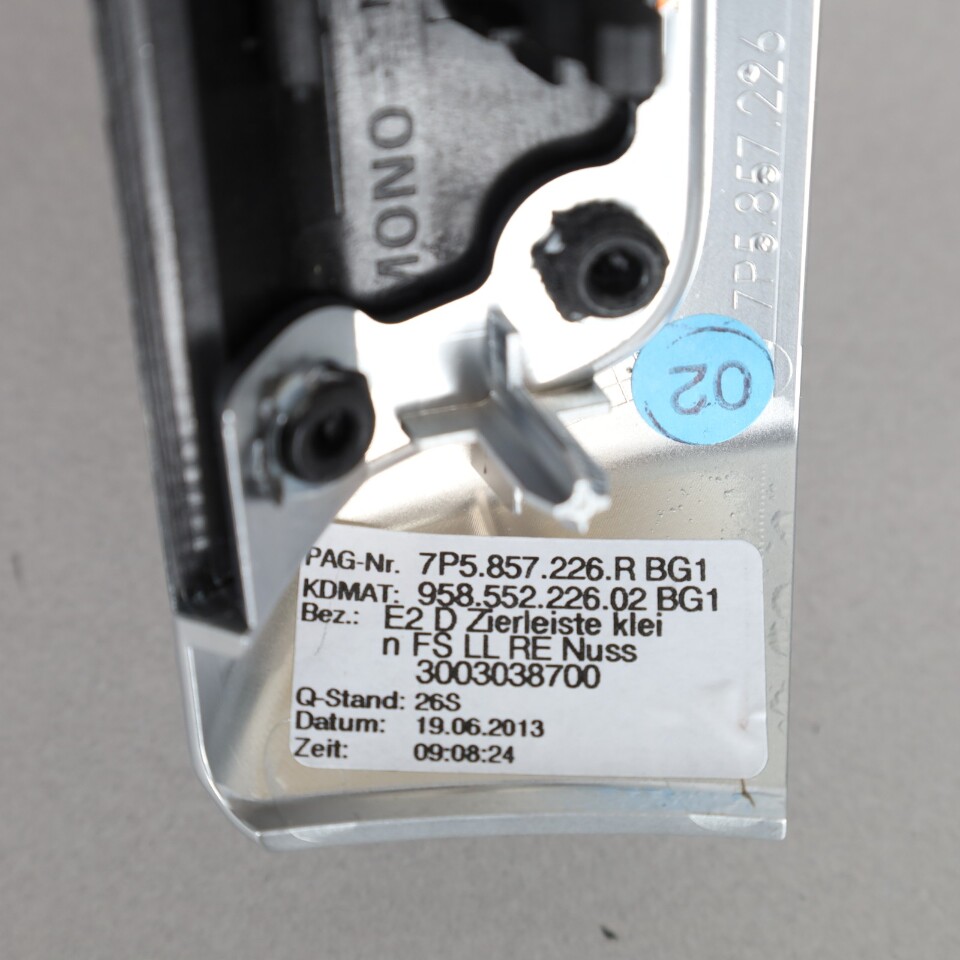 MONO
7P5.857.226
02
PAG-Nr. 7P5.857.226.R BG1
KDMAT: 958.552.226.02 BG1
Bez.: E2 D Zierleiste klei
n FS LL RE Nuss
3003038700
Q-Stand: 26S
Datum: 19.06.2013
Zeit: 09:08:24